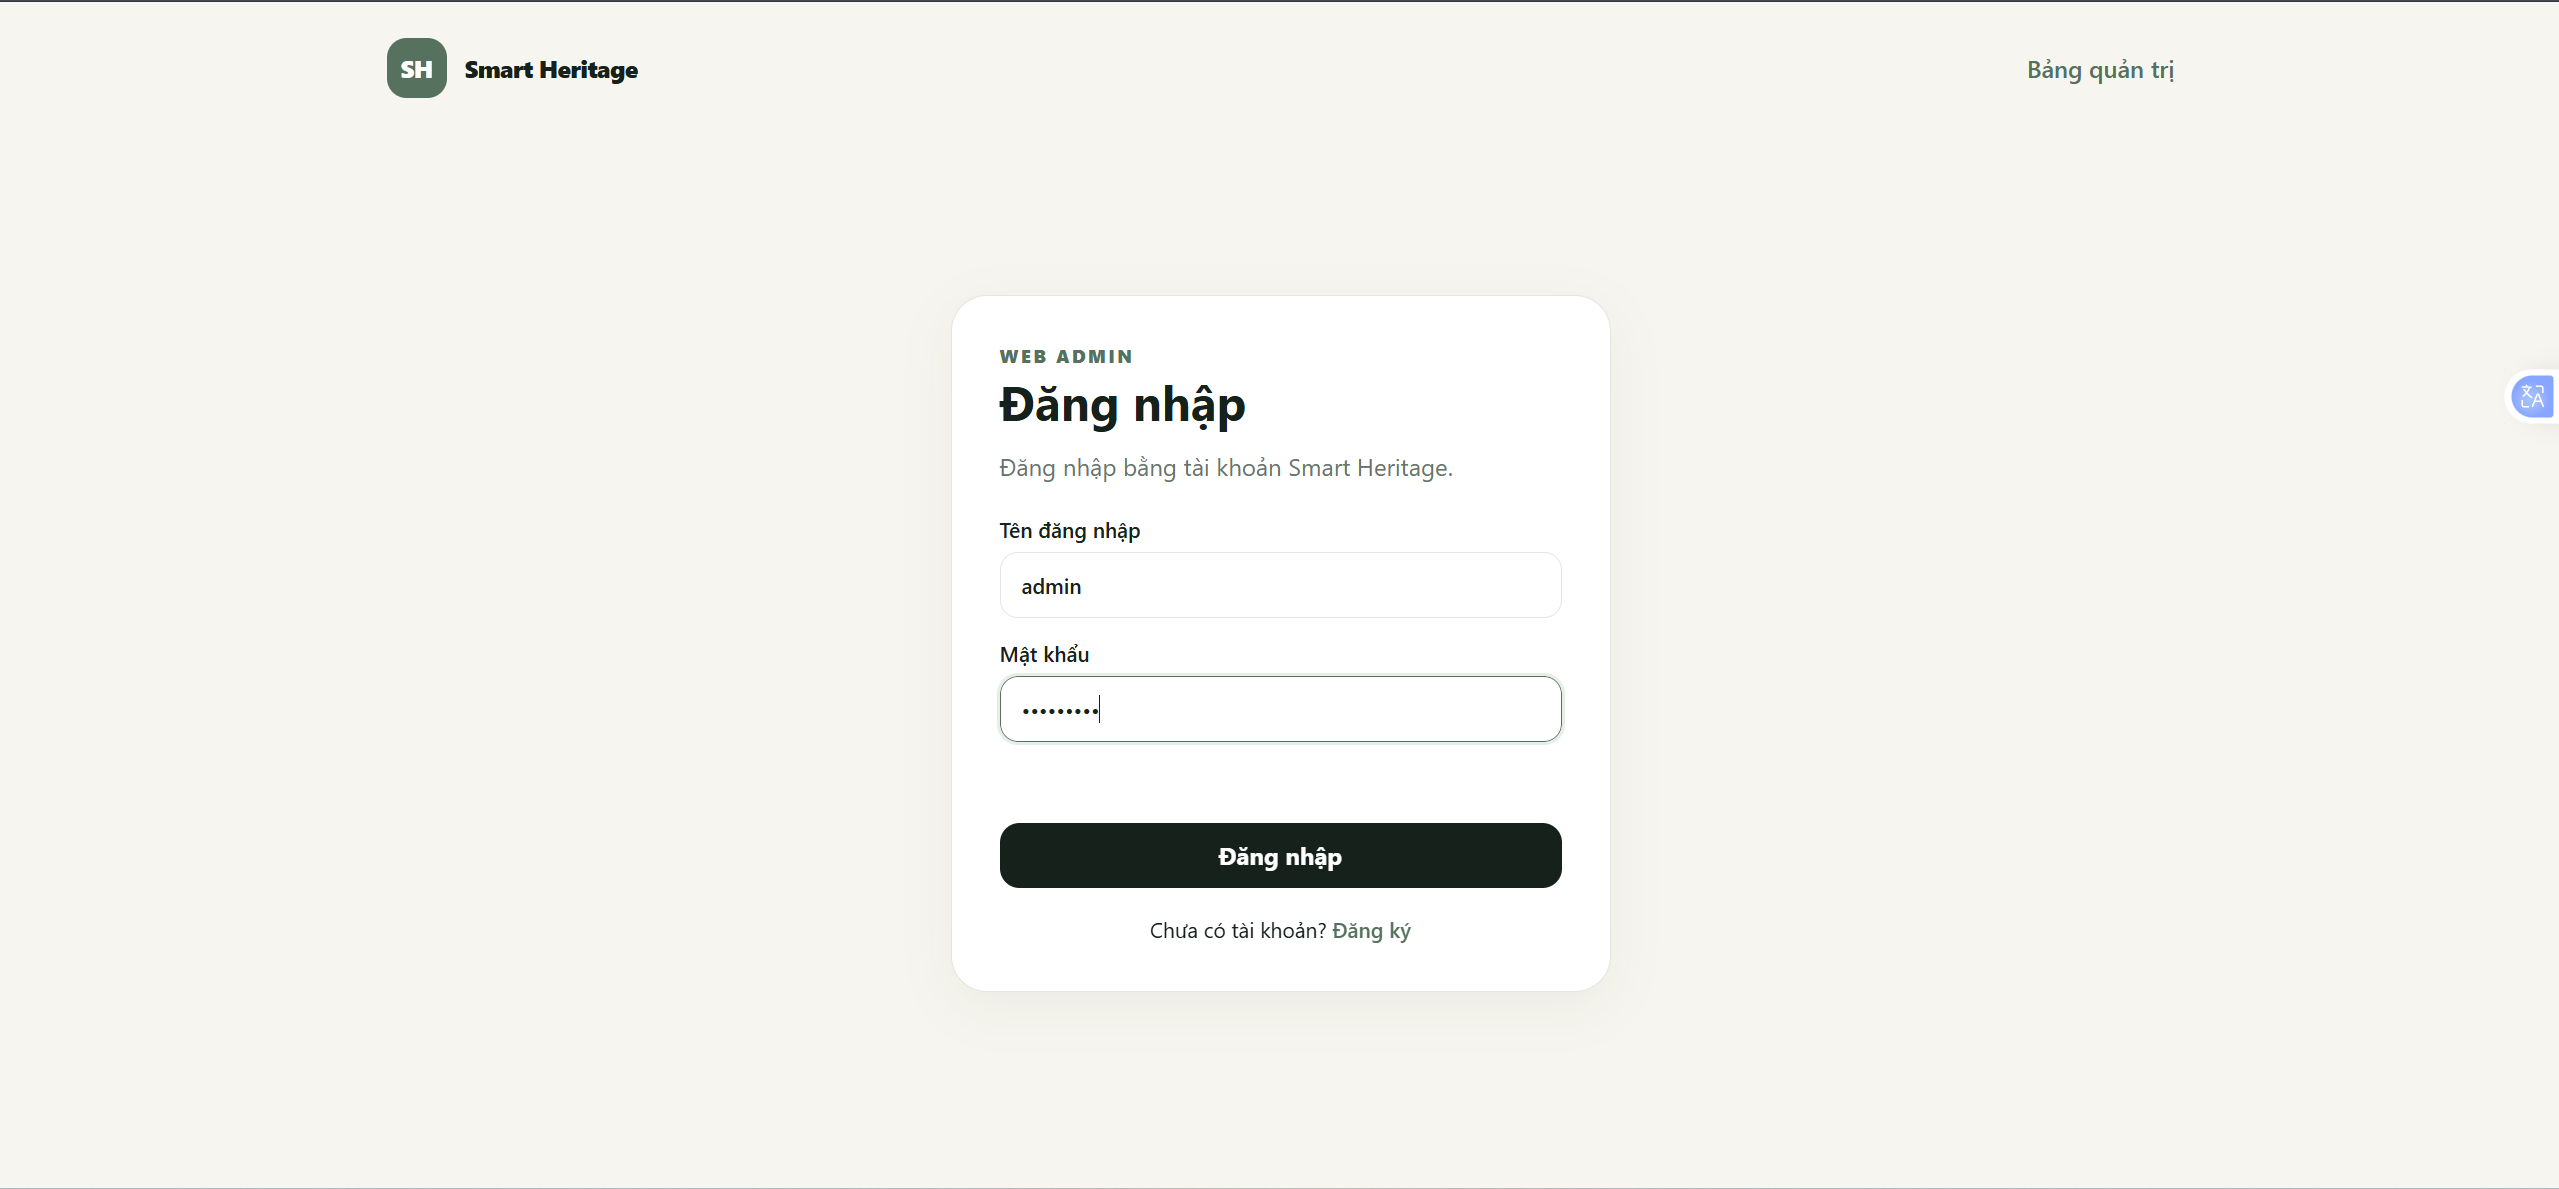 SH
Smart Heritage
Bảng quản trị
WEB ADMIN
Đăng nhập
Đăng nhập bằng tài khoản Smart Heritage.
Tên đăng nhập
admin
Mật khẩu
•••••••••
Đăng nhập
Chưa có tài khoản? Đăng ký